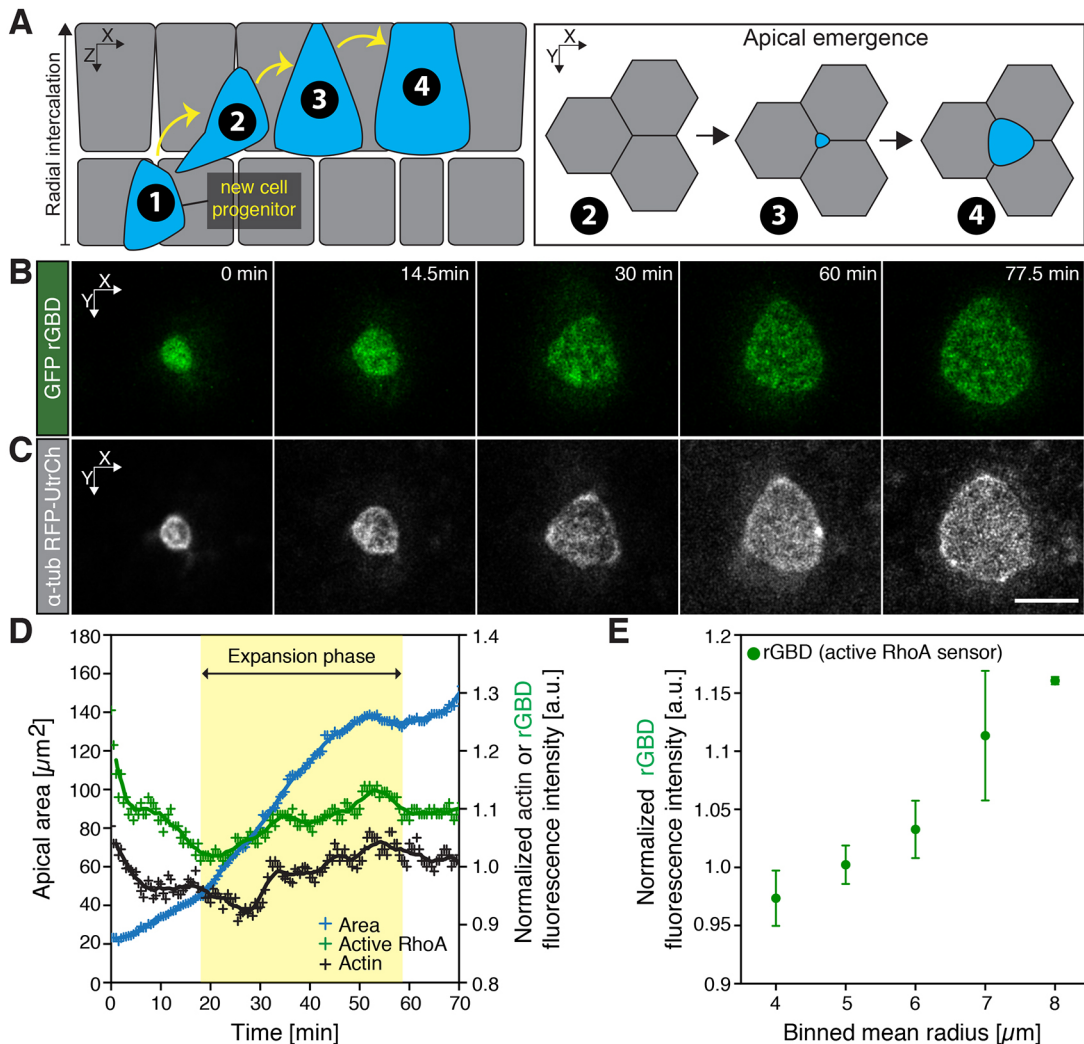 A
X
Z
Radial intercalation
1
2
3
4
new cell
progenitor
X
Y
Apical emergence
2
3
4
B
GFP rGBD
X
Y
0 min
14.5min
30 min
60 min
77.5 min
C
α-tub RFP-UtrCh
X
Y
D
Apical area [µm2]
180
160
140
120
100
80
60
40
20
0
Expansion phase
Area
Active RhoA
Actin
0
10
20
30
40
50
60
70
Time [min]
1.4
1.3
1.2
1.1
1.0
0.9
0.8
Normalized actin or rGBD
fluorescence intensity [a.u.]
E
Normalized rGBD
fluorescence intensity [a.u.]
1.2
1.15
1.1
1.05
1.0
0.95
0.9
rGBD (active RhoA sensor)
4
5
6
7
8
Binned mean radius [µm]